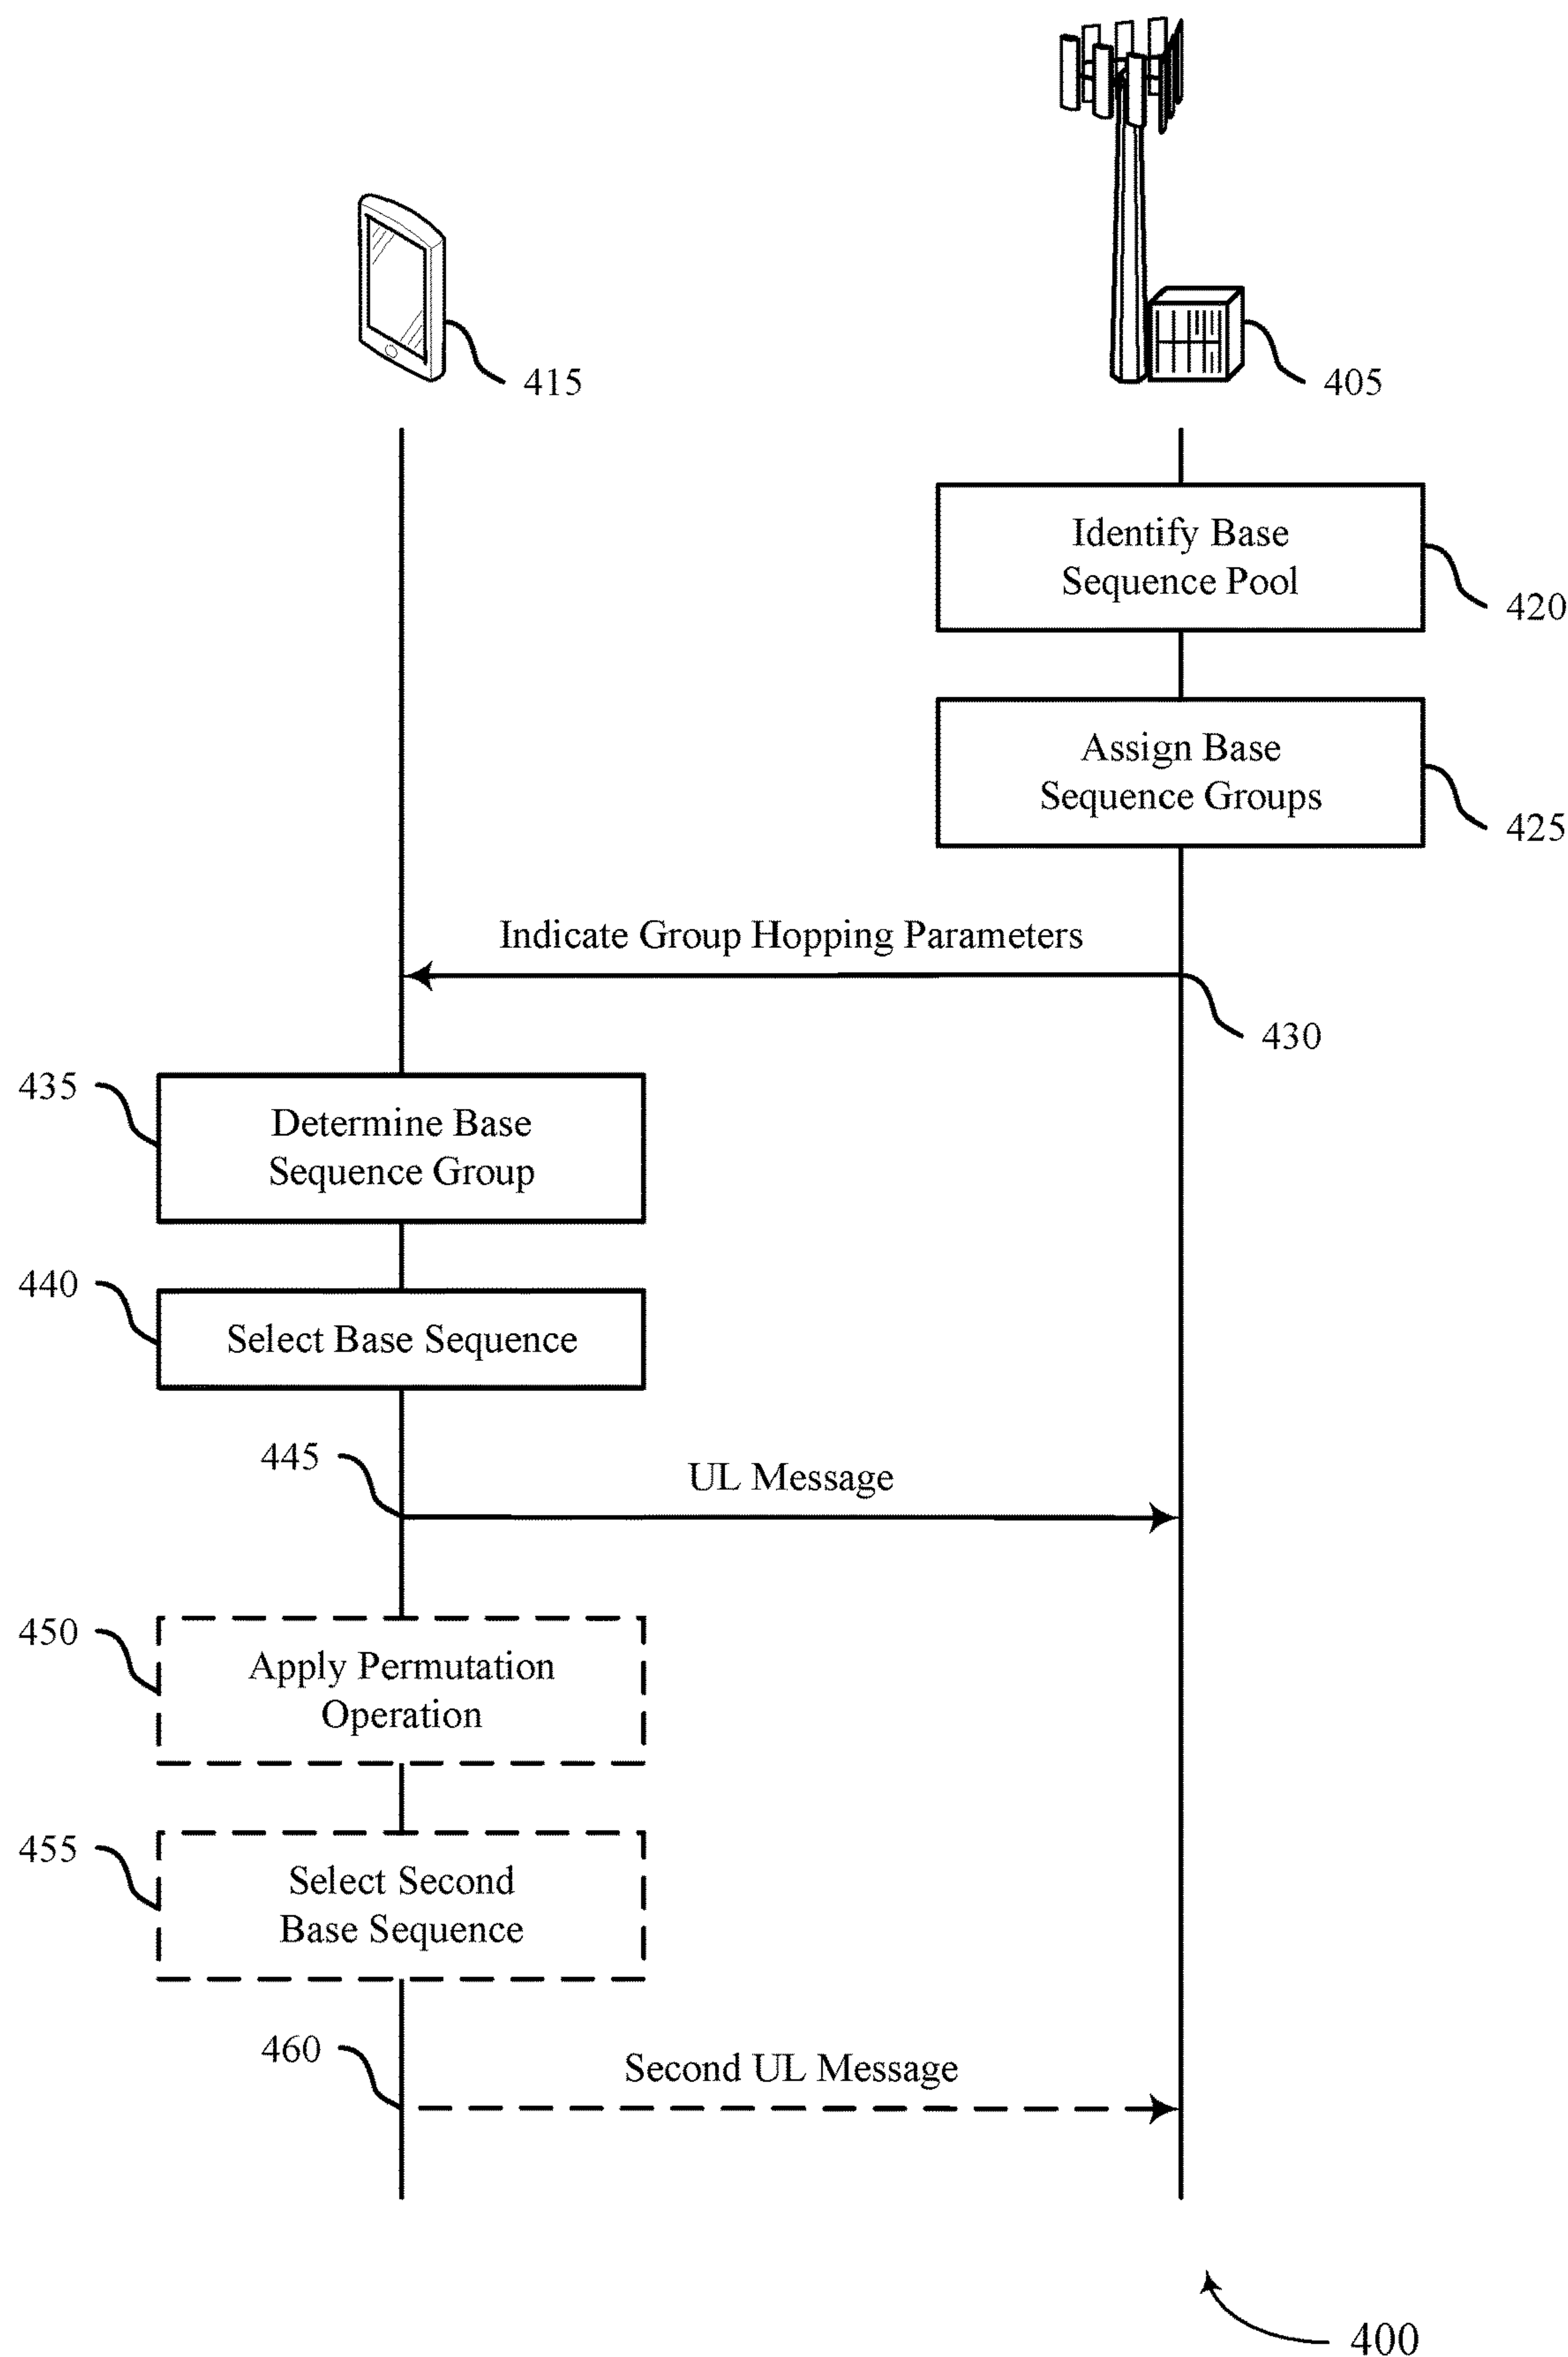 415
405
Identify Base
Sequence Pool
420
Assign Base
Sequence Groups
425
Indicate Group Hopping Parameters
430
435
Determine Base
Sequence Group
440
Select Base Sequence
445
UL Message
450
Apply Permutation
Operation
455
Select Second
Base Sequence
460
Second UL Message
400